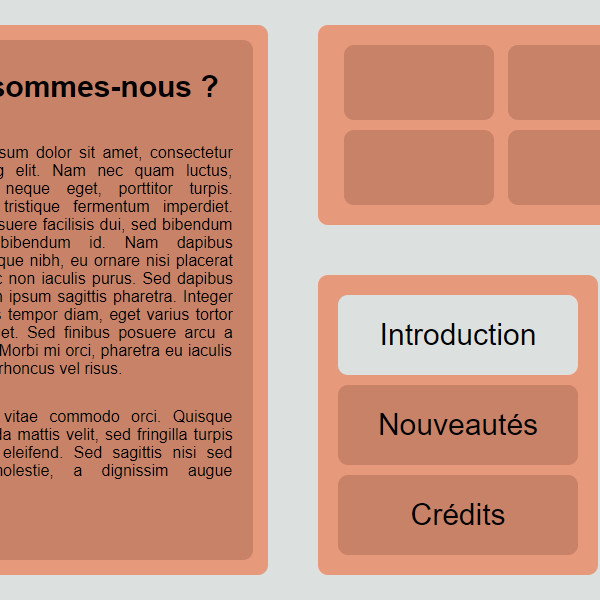 sommes-nous ?
sum dolor sit amet, consectetur
elit. Nam nec quam luctus,
neque eget, porttitor turpis.
tristique fermentum imperdiet.
suere facilisis dui, sed bibendum
bibendum id. Nam dapibus
que nibh, eu ornare nisi placerat
non iaculis purus. Sed dapibus
ipsum sagittis pharetra. Integer
tempor diam, eget varius tortor
et. Sed finibus posuere arcu a
Morbi mi orci, pharetra eu iaculis
rhoncus vel risus.
vitae commodo orci. Quisque
la mattis velit, sed fringilla turpis
eleifend. Sed sagittis nisi sed
molestie, a dignissim augue
Introduction
Nouveautés
Crédits